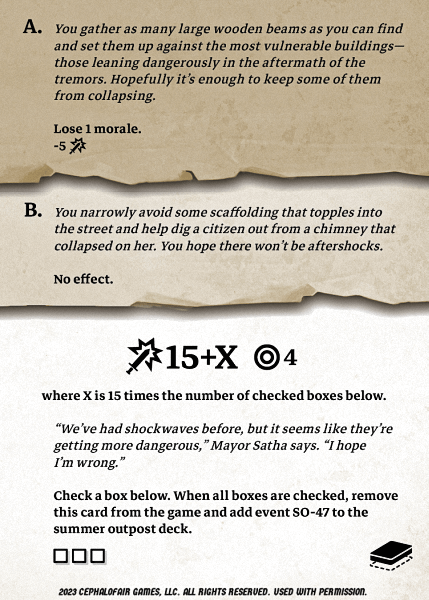 A. You gather as many large wooden beams as you can find
and set them up against the most vulnerable buildings—
those leaning dangerously in the aftermath of the
tremors. Hopefully it's enough to keep some of them
from collapsing.
Lose 1 morale.
-5
B. You narrowly avoid some scaffolding that topples into
the street and help dig a citizen out from a chimney that
collapsed on her. You hope there won't be aftershocks.
No effect.
15+X 4
where X is 15 times the number of checked boxes below.
“We've had shockwaves before, but it seems like they're
getting more dangerous,” Mayor Satha says. “I hope
I'm wrong.”
Check a box below. When all boxes are checked, remove
this card from the game and add event SO-47 to the
summer outpost deck.
2023 CEPHALOFAIR GAMES, LLC. ALL RIGHTS RESERVED. USED WITH PERMISSION.